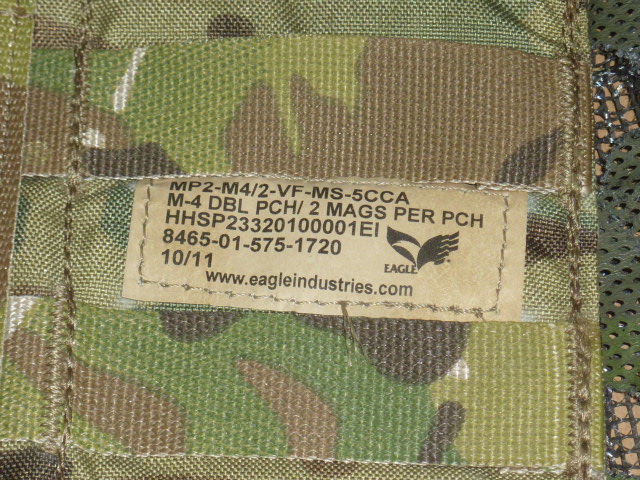 MP2-M4/2-VF-MS-5CCA
M-4 DBL PCH/ 2 MAGS PER PCH
HHSP23320100001EI
8465-01-575-1720
10/11
EAGLE
www.eagleindustries.com